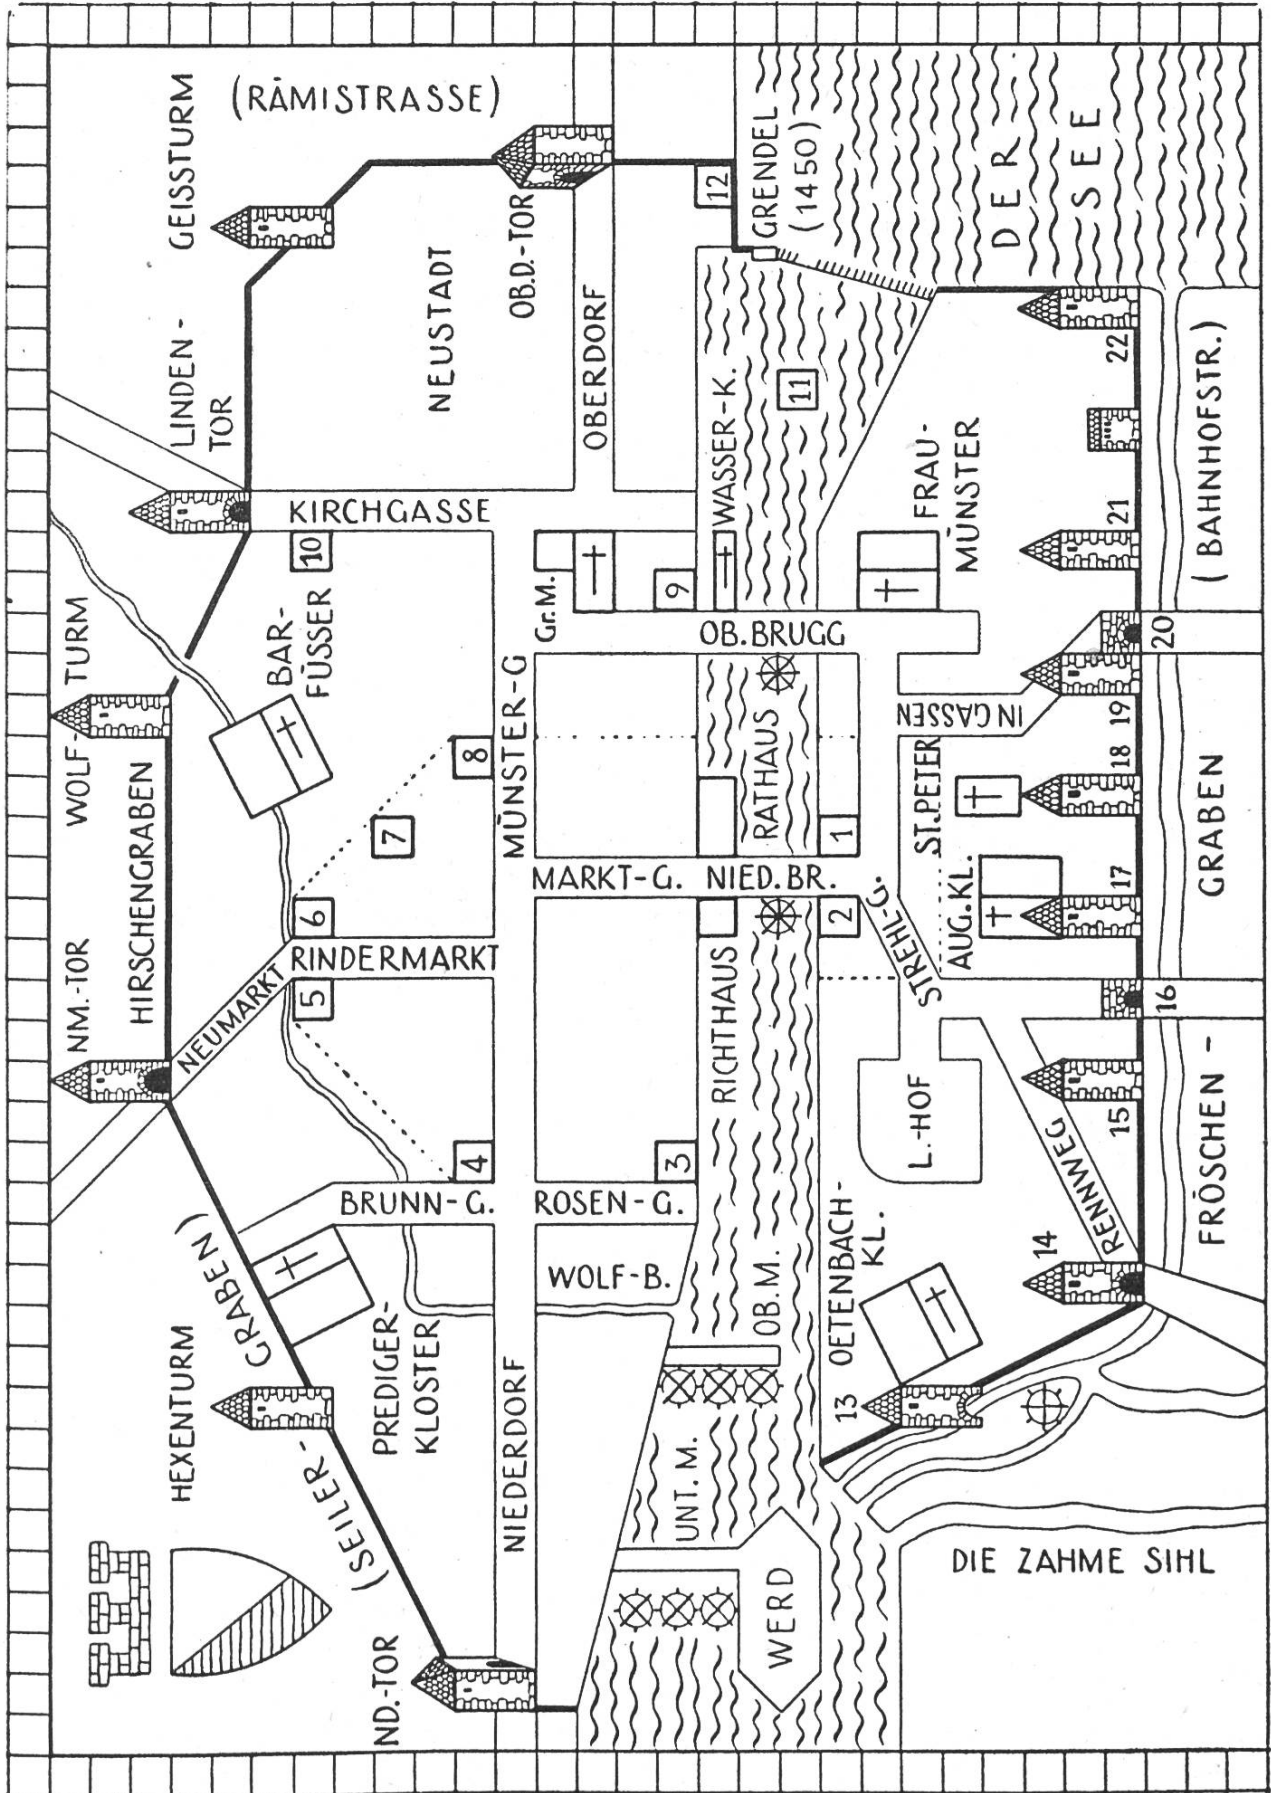 (RÄMISTRASSE)
GEISSTURM
LINDEN-
TOR
NEUSTADT
OB.D.-TOR
OBERDORF
12
GRENDEL
(1450)
DER
SEE
WASSER-K.
11
FRAU-
MÜNSTER
22
21
(BAHNHOFSTR.)
KIRCHGASSE
10
Gr.M.
9
OB.BRUGG
20
WOLF-TURM
BAR-
FÜSSER
HIRSCHENGRABEN
8
7
MÜNSTER-G
RATHAUS
1
IN GASSEN
ST.PETER
19
18
17
GRABEN
MARKT-G. NIED.BR.
2
STREHL-G.
AUG.KL.
16
NM.-TOR
NEUMARKT
6
RINDERMARKT
5
RICHTHAUS
L.-HOF
15
RENNWEG
FRÖSCHEN-
4
3
BRUNN-G. ROSEN-G.
WOLF-B.
OB.M.
OETENBACH-
KL.
14
13
(SEILER-GRABEN)
HEXENTURM
PREDIGER-
KLOSTER
NIEDERDORF
UNT.M.
WERD
DIE ZAHME SIHL
ND.-TOR